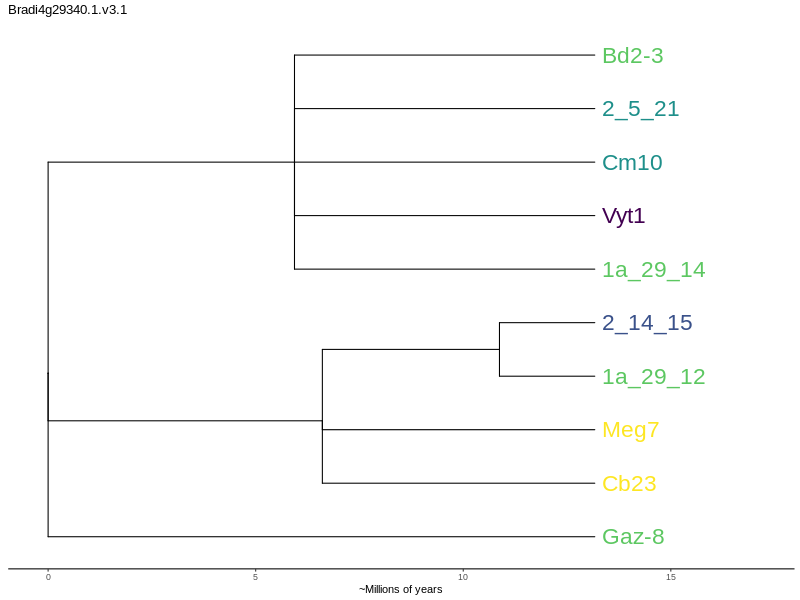 Bradi4g29340.1.v3.1
Bd2-3
2_5_21
Cm10
Vyt1
1a_29_14
2_14_15
1a_29_12
Meg7
Cb23
Gaz-8
0 5 10 15
~Millions of years